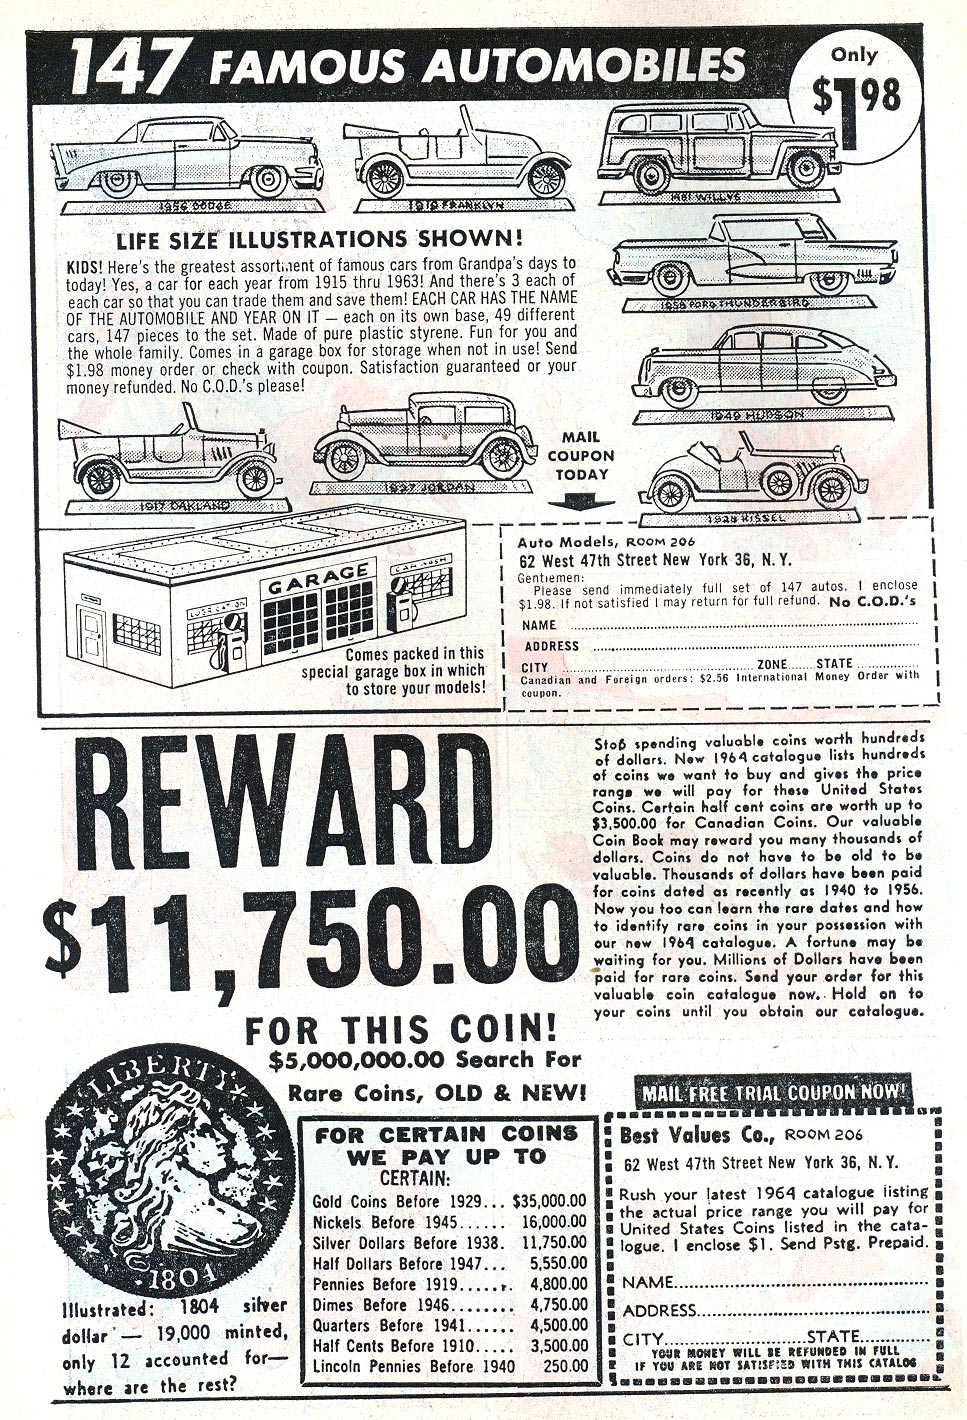 147 FAMOUS AUTOMOBILES
Only
$1.98
1956 DODGE
1919 FRANKLYN
1951 WILLYS
LIFE SIZE ILLUSTRATIONS SHOWN!
KIDS! Here's the greatest assortment of famous cars from Grandpa's days to
today! Yes, a car for each year from 1915 thru 1963! And there's 3 each of
each car so that you can trade them and save them! EACH CAR HAS THE NAME
OF THE AUTOMOBILE AND YEAR ON IT — each on its own base, 49 different
cars, 147 pieces to the set. Made of pure plastic styrene. Fun for you and
the whole family. Comes in a garage box for storage when not in use! Send
$1.98 money order or check with coupon. Satisfaction guaranteed or your
money refunded. No C.O.D.'s please!
FORD THUNDERBIRD
1949 HUDSON
1917 OAKLAND
1927 JORDAN
1928 KISSEL
MAIL
COUPON
TODAY
GARAGE
LUBRICATION
CAR WASH
Comes packed in this
special garage box in which
to store your models!
Auto Models, ROOM 206
62 West 47th Street New York 36, N.Y.
Gentlemen:
Please send immediately full set of 147 autos. I enclose
$1.98. If not satisfied I may return for full refund. No C.O.D.'s
NAME
ADDRESS
CITY ZONE STATE
Canadian and Foreign orders: $2.56 International Money Order with
coupon.
REWARD
$11,750.00
FOR THIS COIN!
$5,000,000.00 Search For
Rare Coins, OLD & NEW!
Stoß spending valuable coins worth hundreds
of dollars. New 1964 catalogue lists hundreds
of coins we want to buy and gives the price
range we will pay for these United States
Coins. Certain half cent coins are worth up to
$3,500.00 for Canadian Coins. Our valuable
Coin Book may reward you many thousands of
dollars. Coins do not have to be old to be
valuable. Thousands of dollars have been paid
for coins dated as recently as 1940 to 1956.
Now you too can learn the rare dates and how
to identify rare coins in your possession with
our new 1964 catalogue. A fortune may be
waiting for you. Millions of Dollars have been
paid for rare coins. Send your order for this
valuable coin catalogue now. Hold on to
your coins until you obtain our catalogue.
LIBERTY
1804
Illustrated: 1804 silver
dollar — 19,000 minted,
only 12 accounted for—
where are the rest?
FOR CERTAIN COINS
WE PAY UP TO
CERTAIN:
Gold Coins Before 1929... $35,000.00
Nickels Before 1945...... 16,000.00
Silver Dollars Before 1938. 11,750.00
Half Dollars Before 1947... 5,550.00
Pennies Before 1919....... 4,800.00
Dimes Before 1946........ 4,750.00
Quarters Before 1941...... 4,500.00
Half Cents Before 1910..... 3,500.00
Lincoln Pennies Before 1940 250.00
MAIL FREE TRIAL COUPON NOW!
Best Values Co., ROOM 206
62 West 47th Street New York 36, N.Y.
Rush your latest 1964 catalogue listing
the actual price range you will pay for
United States Coins listed in the cata-
logue. I enclose $1. Send Pstg. Prepaid.
NAME
ADDRESS
CITY STATE
YOUR MONEY WILL BE REFUNDED IN FULL
IF YOU ARE NOT SATISFIED WITH THIS CATALOG